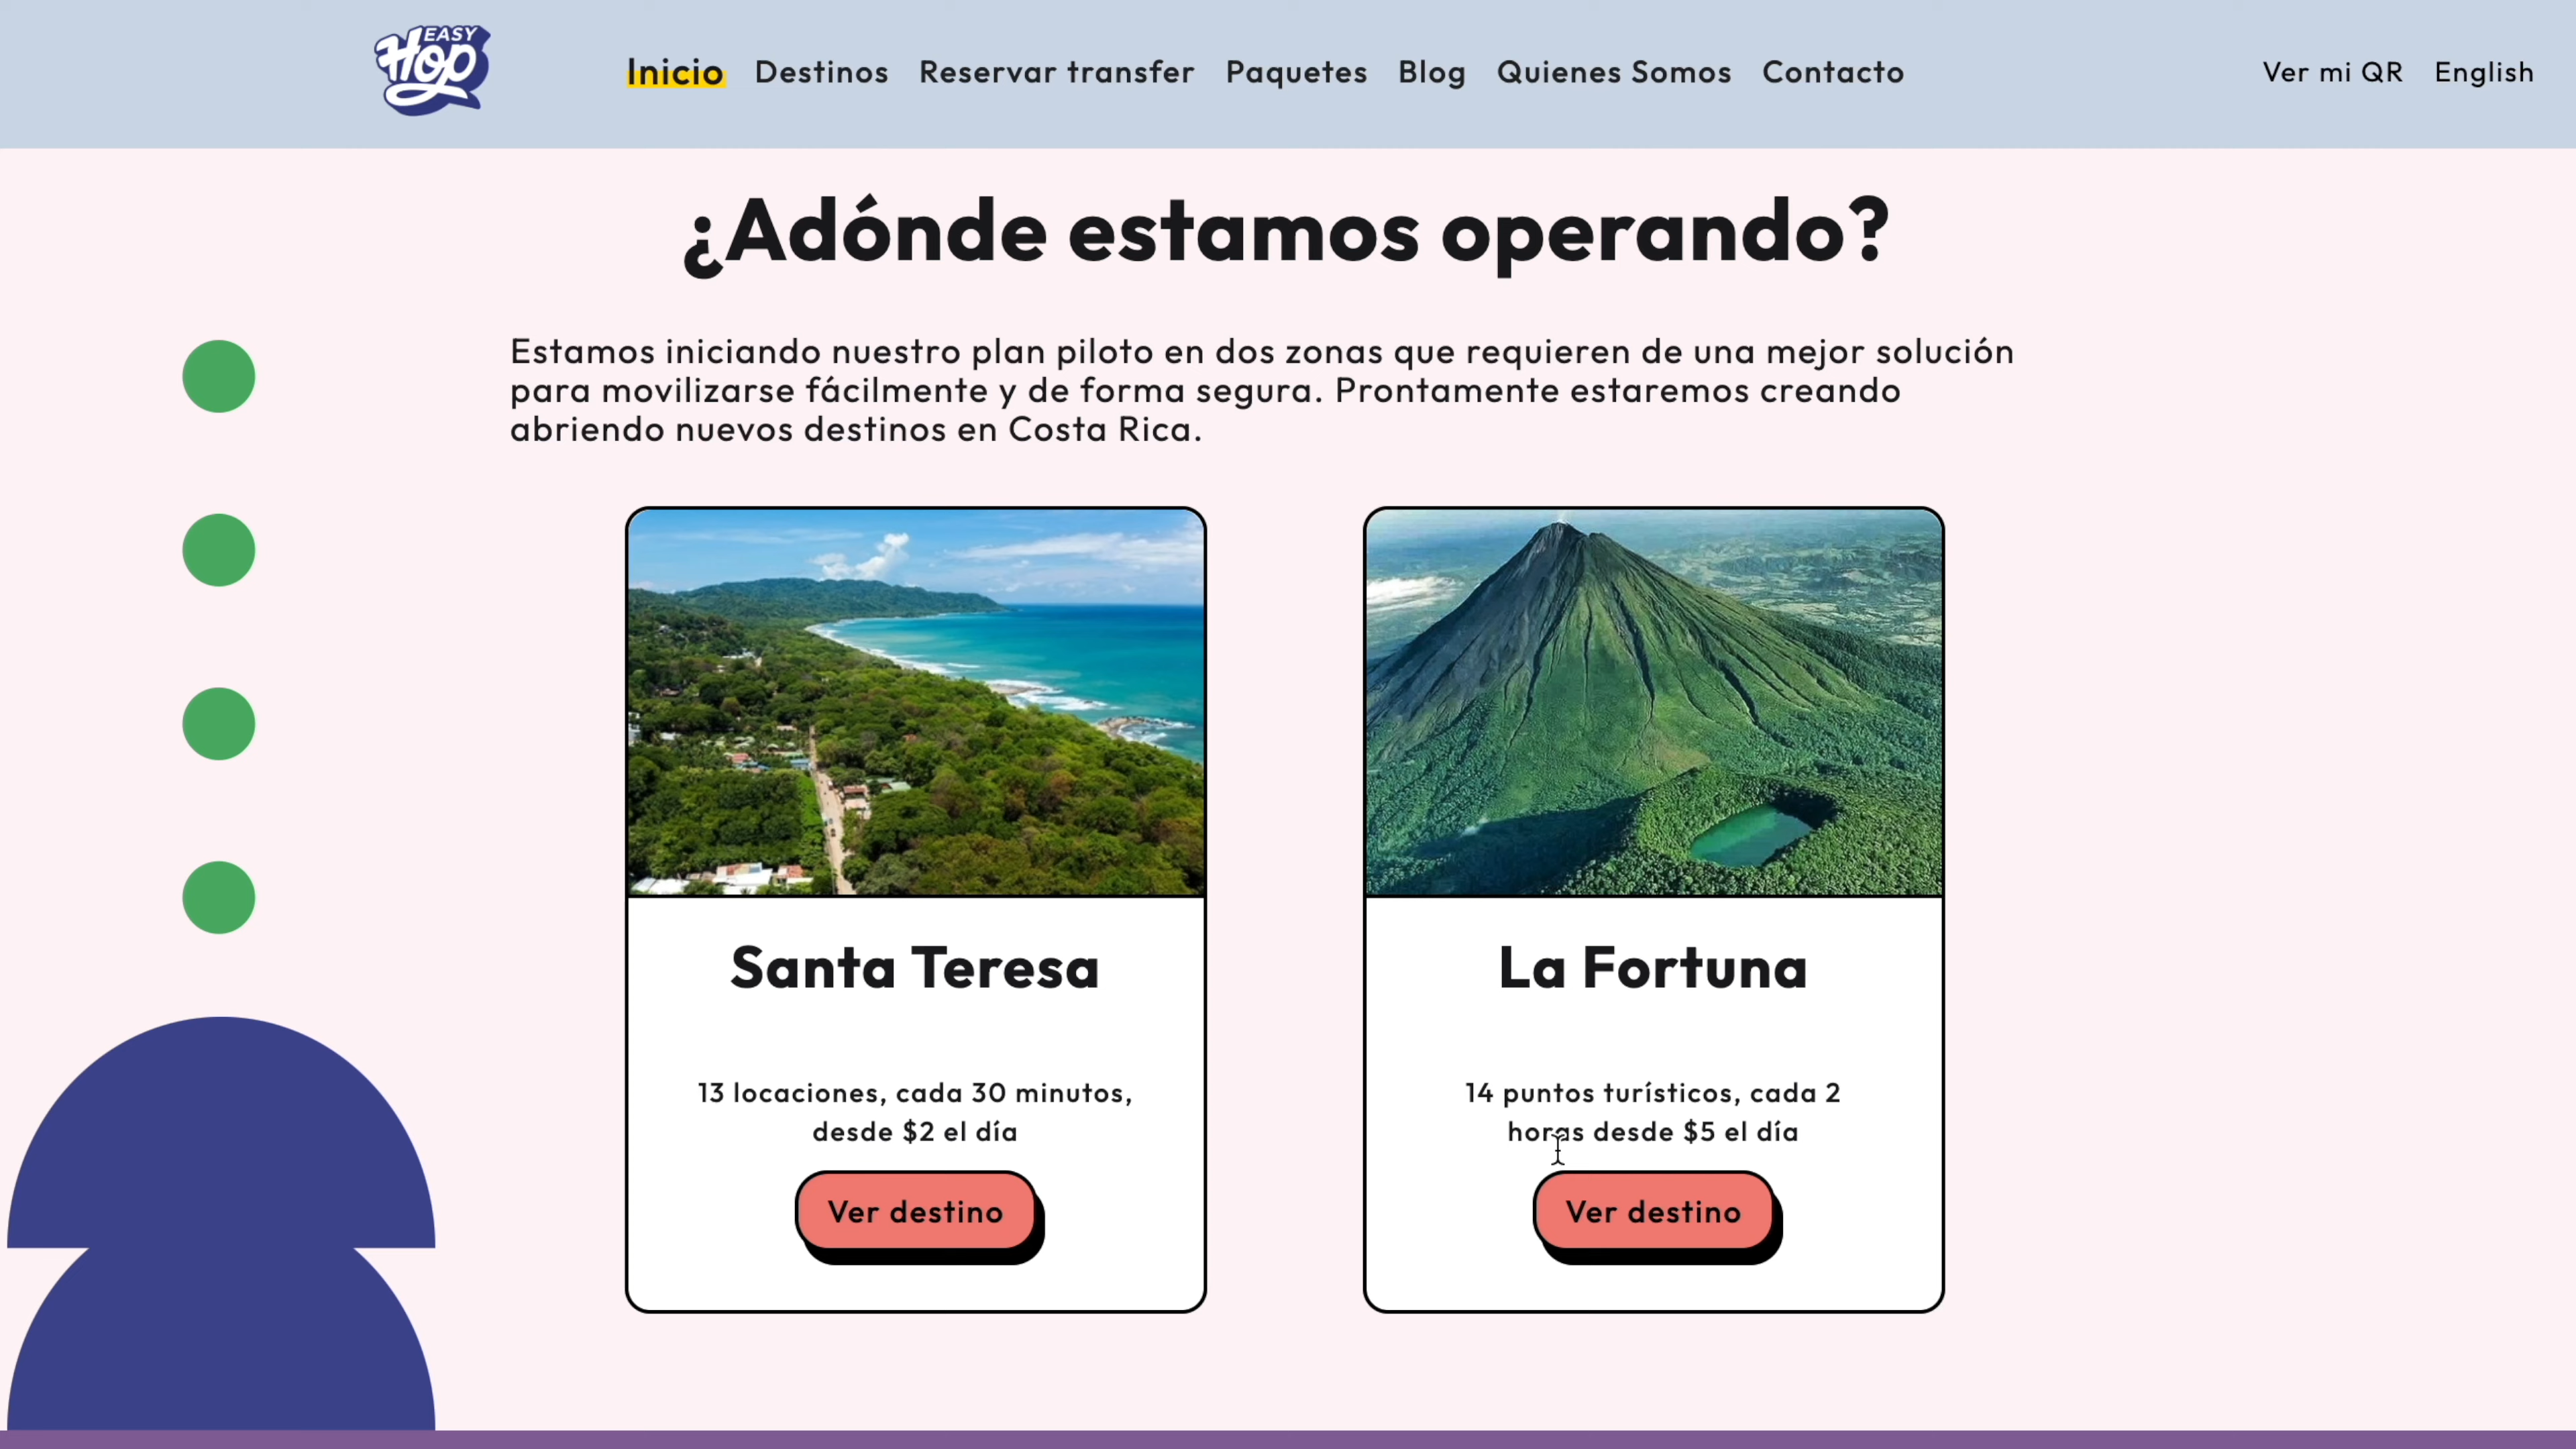 EASY
Hop
Inicio Destinos Reservar transfer Paquetes Blog Quienes Somos Contacto
Ver mi QR English
¿Adónde estamos operando?
Estamos iniciando nuestro plan piloto en dos zonas que requieren de una mejor solución
para movilizarse fácilmente y de forma segura. Prontamente estaremos creando
abriendo nuevos destinos en Costa Rica.
Santa Teresa
13 locaciones, cada 30 minutos,
desde $2 el día
Ver destino
La Fortuna
14 puntos turísticos, cada 2
horas desde $5 el día
Ver destino